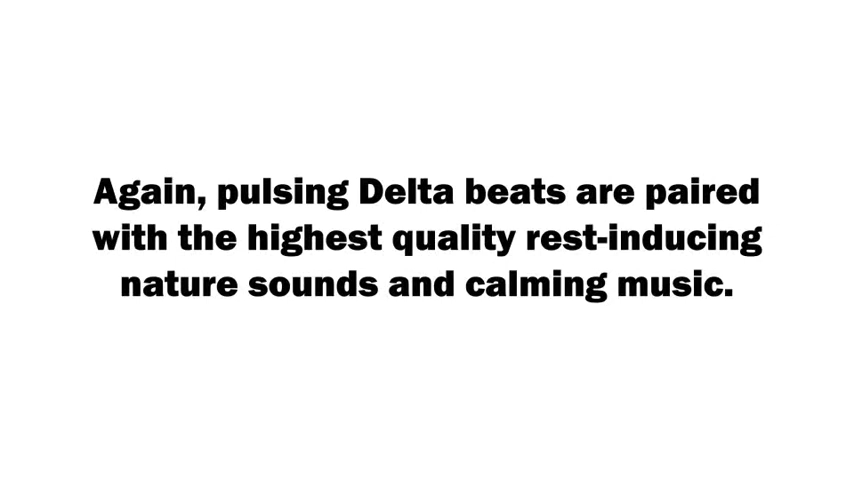 Again, pulsing Delta beats are paired
with the highest quality rest-inducing
nature sounds and calming music.